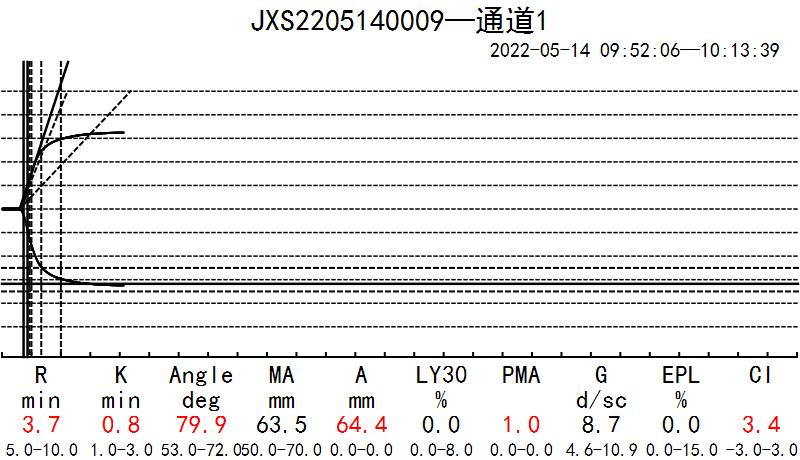 JXS2205140009—通道1
2022-05-14 09:52:06—10:13:39
R K Angle MA A LY30 PMA G EPL CI
min min deg mm mm % d/sc %
3.7 0.8 79.9 63.5 64.4 0.0 1.0 8.7 0.0 3.4
5.0-10.0 1.0-3.0 53.0-72.0 50.0-70.0 0.0-0.0 0.0-8.0 0.0-0.0 4.6-10.9 0.0-15.0 -3.0-3.0